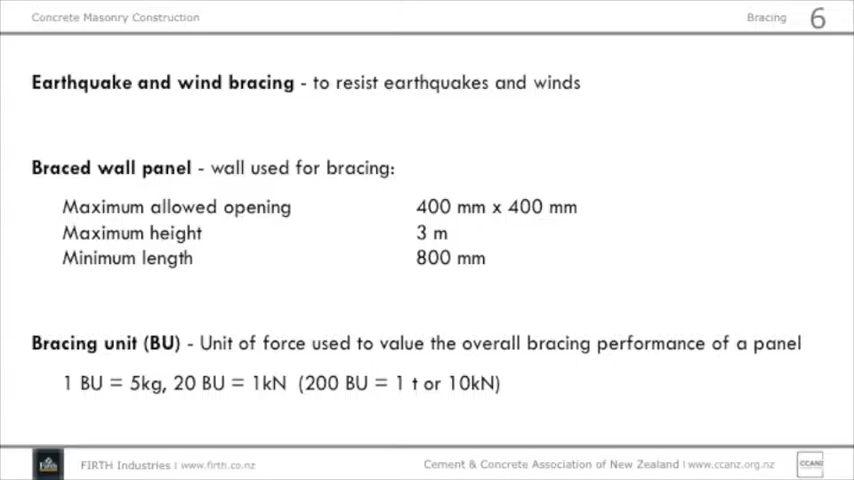 Concrete Masonry Construction
Bracing 6
Earthquake and wind bracing - to resist earthquakes and winds
Braced wall panel - wall used for bracing:
Maximum allowed opening 400 mm x 400 mm
Maximum height 3 m
Minimum length 800 mm
Bracing unit (BU) - Unit of force used to value the overall bracing performance of a panel
1 BU = 5kg, 20 BU = 1kN (200 BU = 1 t or 10kN)
Firth
FIRTH Industries | www.firth.co.nz
Cement & Concrete Association of New Zealand | www.ccanz.org.nz
CCANZ